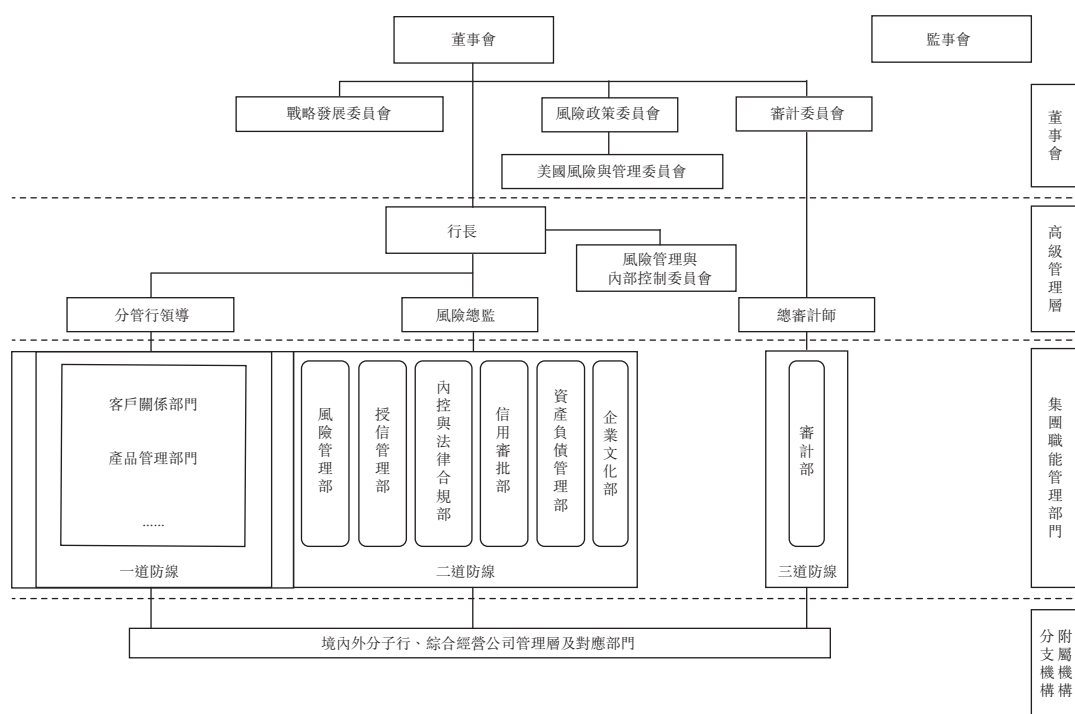 董事會
監事會
戰略發展委員會
風險政策委員會
審計委員會
美國風險與管理委員會
董事會
行長
風險管理與
內部控制委員會
高級管理層
分管行領導
風險總監
總審計師
客戶關係部門
產品管理部門
......
風險管理部
授信管理部
內控與法律合規部
信用審批部
資產負債管理部
企業文化部
審計部
集團職能管理部門
一道防線
二道防線
三道防線
境內外分子行、綜合經營公司管理層及對應部門
附屬機構
分支機構